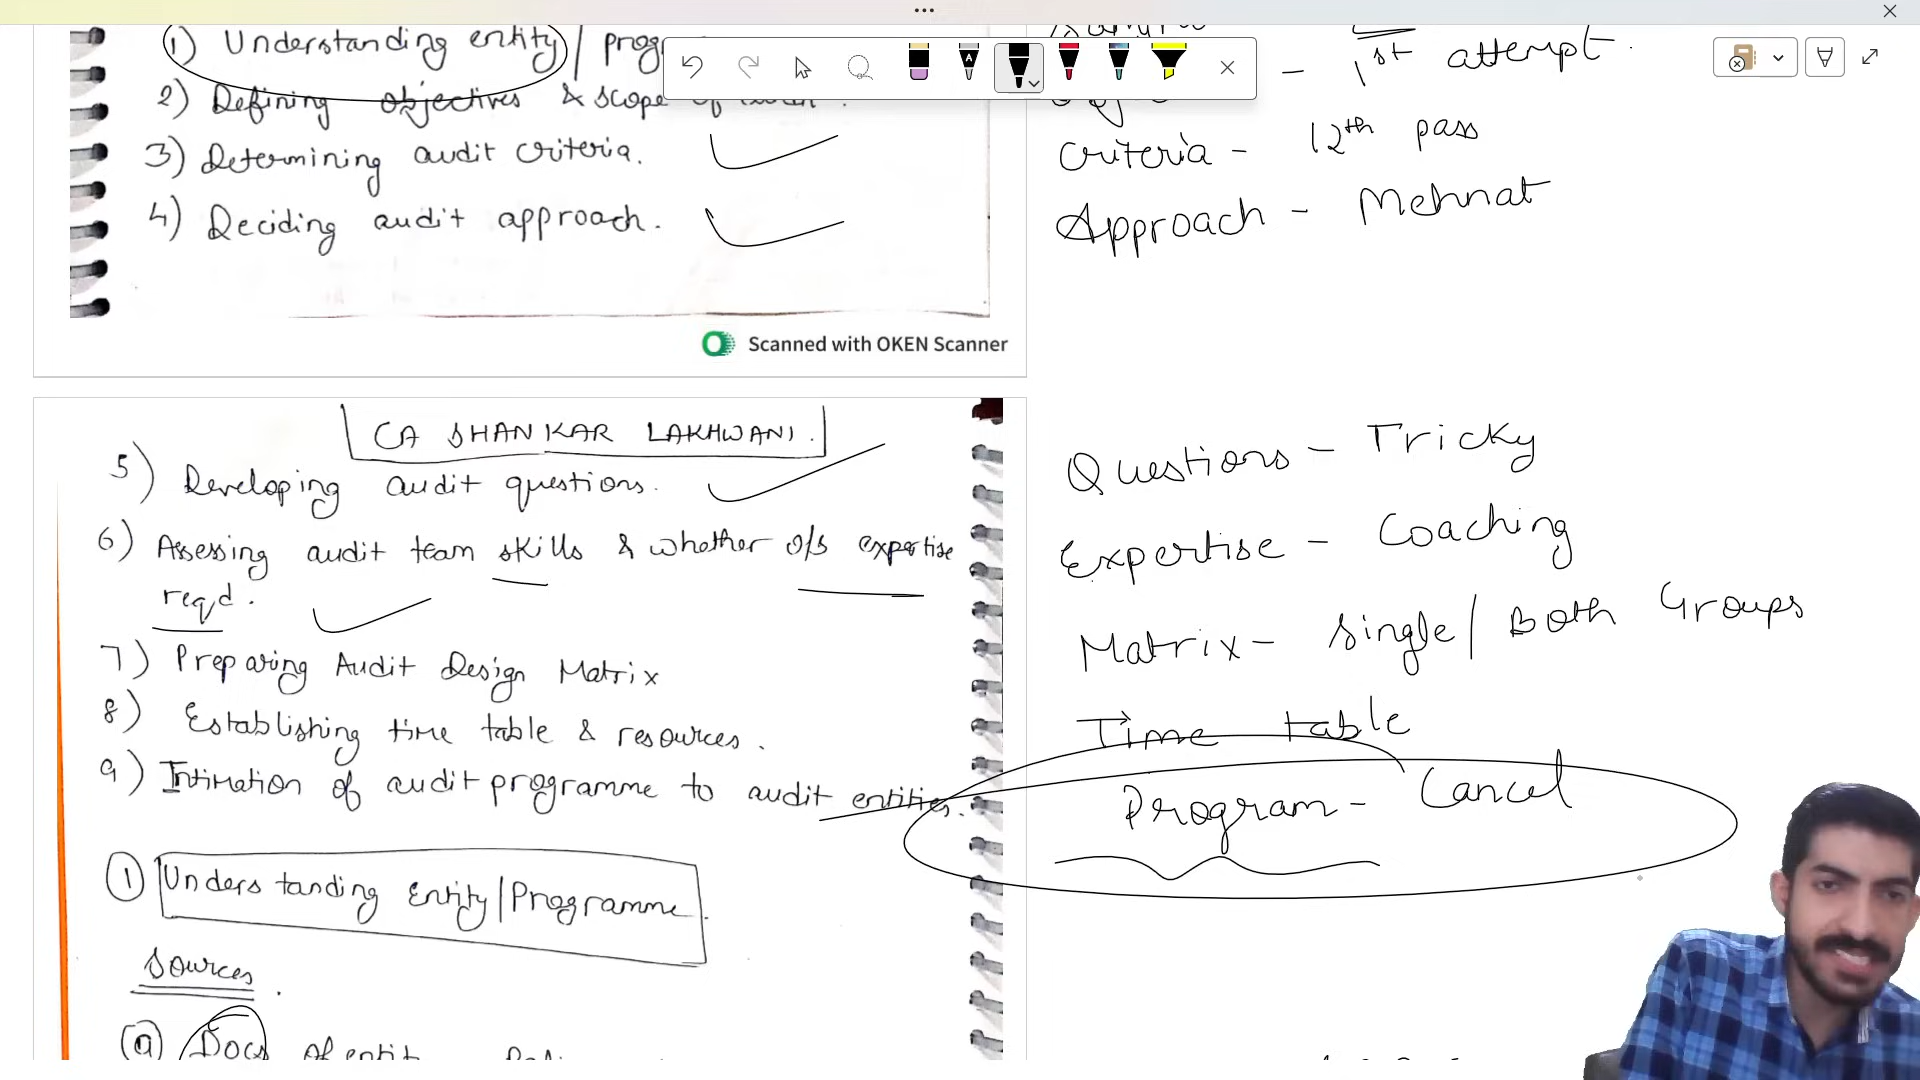 1) Understanding entity / prog
2) Defining objectives & scope of
3) Determining audit criteria.
4) Deciding audit approach.
Scanned with OKEN Scanner
1st attempt.
Criteria - 12th pass
Approach - Mehnat
CA SHANKAR LAKHWANI.
5) Developing audit questions.
6) Assessing audit team skills & whether o/s expertise
reqd.
7) Preparing Audit Design Matrix
8) Establishing time table & resources.
9) Intimation of audit programme to audit entities.
1 Understanding Entity/Programme.
Sources
a Docs of entit
Questions - Tricky
Expertise - Coaching
Matrix - Single/Both Groups
Time table
Program - Cancel